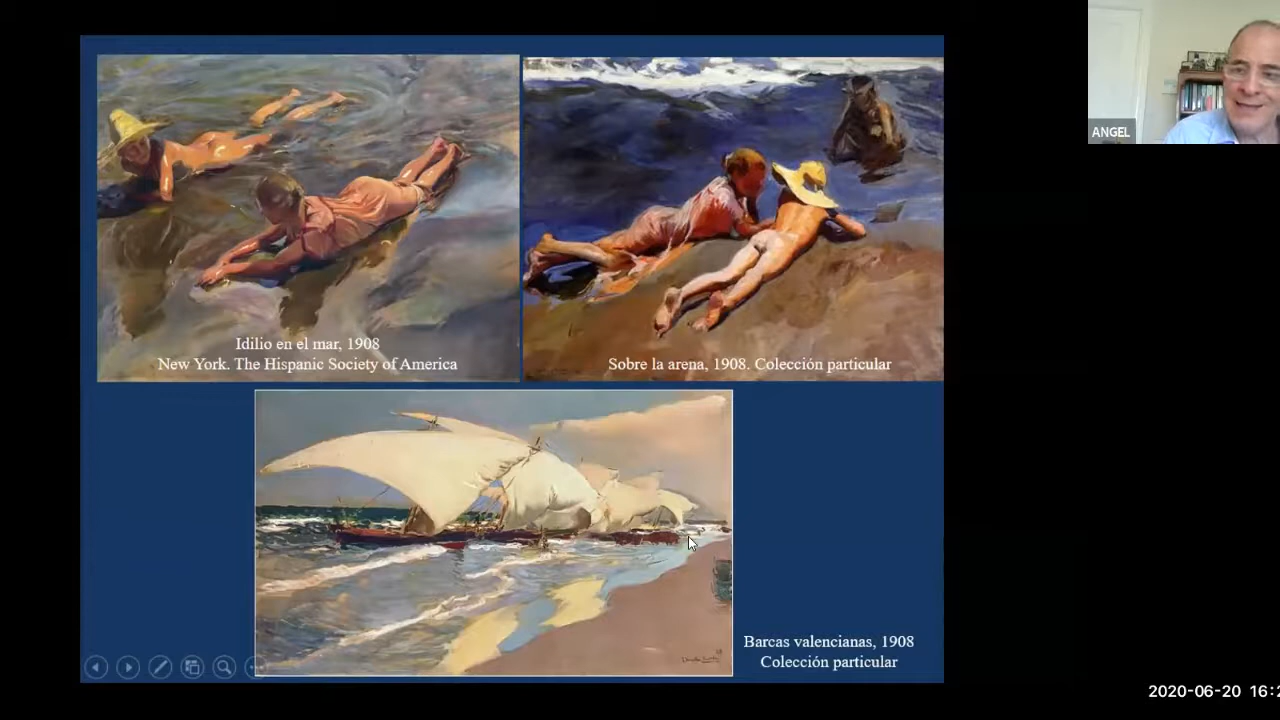 ANGEL
Idilio en el mar, 1908
New York. The Hispanic Society of America
Sobre la arena, 1908. Colección particular
Barcas valencianas, 1908
Colección particular
2020-06-20 16:2